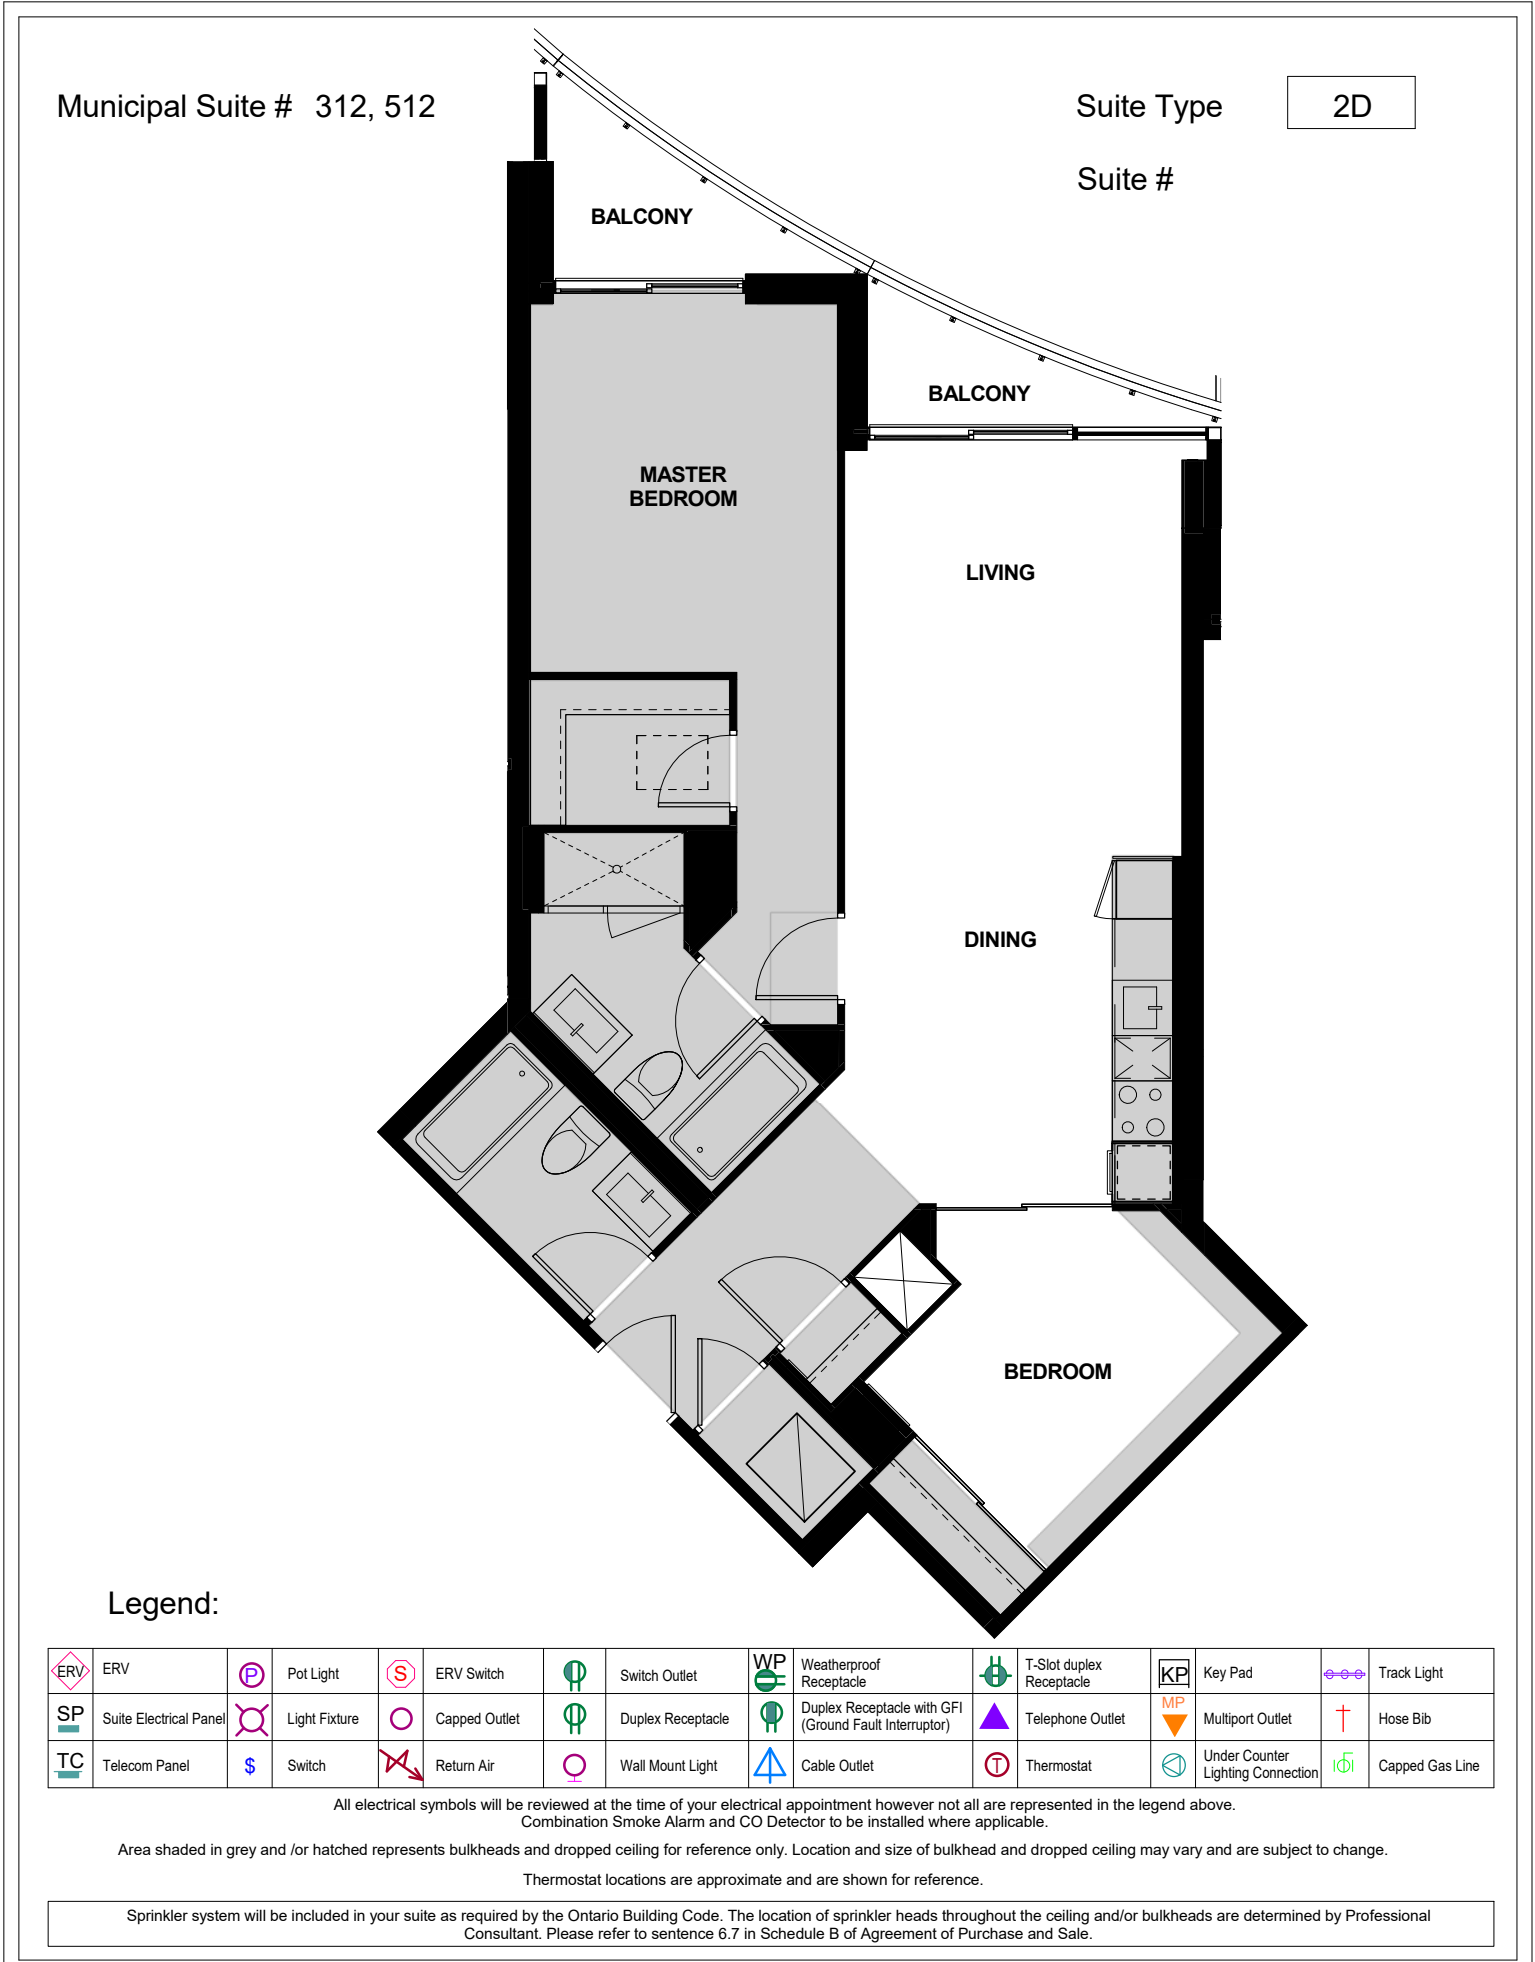 Municipal Suite # 312, 512
Suite Type 2D
Suite #
BALCONY
BALCONY
MASTER
BEDROOM
LIVING
DINING
BEDROOM
Legend:
ERV ERV
P Pot Light
S ERV Switch
Switch Outlet
WP Weatherproof
Receptacle
T-Slot duplex
Receptacle
KP Key Pad
Track Light
SP Suite Electrical Panel
Light Fixture
Capped Outlet
Duplex Receptacle
Duplex Receptacle with GFI
(Ground Fault Interruptor)
Telephone Outlet
MP Multiport Outlet
Hose Bib
TC Telecom Panel
$ Switch
Return Air
Wall Mount Light
Cable Outlet
T Thermostat
Under Counter
Lighting Connection
Capped Gas Line
All electrical symbols will be reviewed at the time of your electrical appointment however not all are represented in the legend above.
Combination Smoke Alarm and CO Detector to be installed where applicable.
Area shaded in grey and /or hatched represents bulkheads and dropped ceiling for reference only. Location and size of bulkhead and dropped ceiling may vary and are subject to change.
Thermostat locations are approximate and are shown for reference.
Sprinkler system will be included in your suite as required by the Ontario Building Code. The location of sprinkler heads throughout the ceiling and/or bulkheads are determined by Professional
Consultant. Please refer to sentence 6.7 in Schedule B of Agreement of Purchase and Sale.